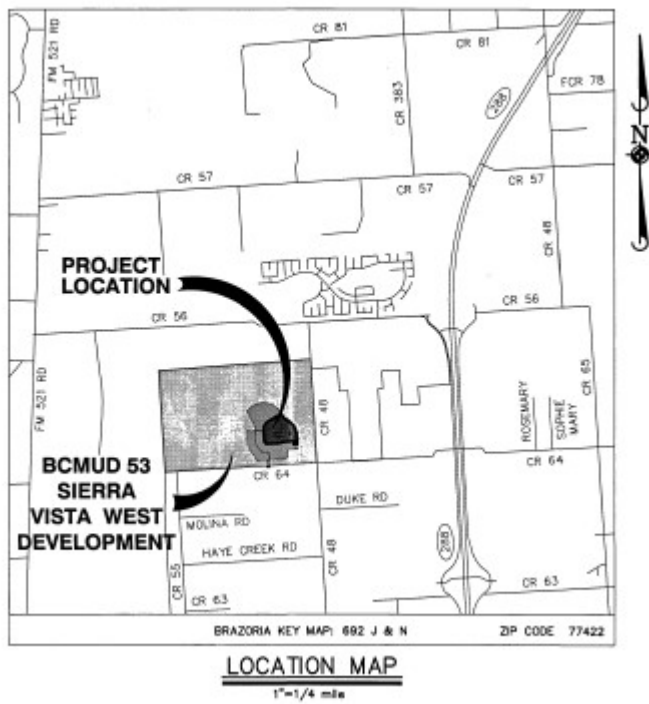 CR 81
CR 81
FM 521 RD
288
FCR 78
CR 383
N
CR 57
CR 57
CR 57
CR 48
PROJECT
LOCATION
CR 56
CR 56
FM 521 RD
CR 48
CR 65
ROSEMARY
SOPHIE
MARY
BCMUD 53
SIERRA
VISTA WEST
DEVELOPMENT
CR 64
CR 64
DUKE RD
MOLINA RD
HAYE CREEK RD
CR 48
288
CR 55
CR 63
CR 63
BRAZORIA KEY MAP: 692 J & N
ZIP CODE 77422
LOCATION MAP
1"=1/4 mile